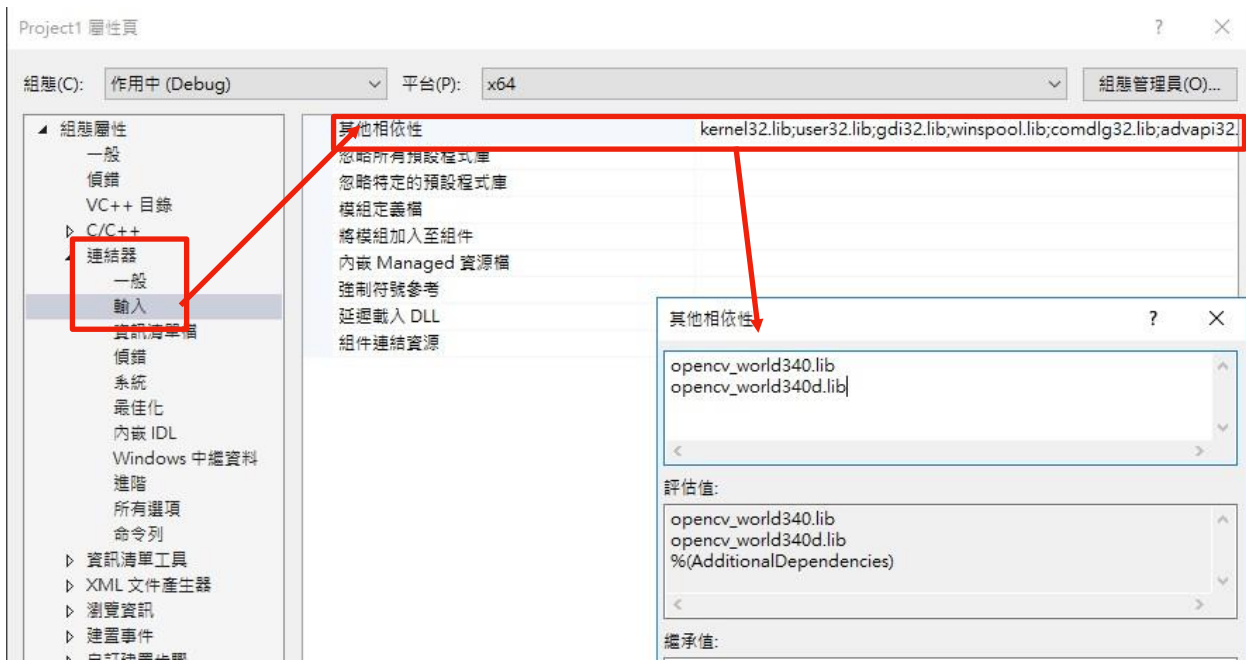 Project1 屬性頁
組態(C): 作用中 (Debug) 平台(P): x64 組態管理員(O)...
組態屬性
一般
偵錯
VC++ 目錄
C/C++
連結器
一般
輸入
資訊清單檔
偵錯
系統
最佳化
內嵌 IDL
Windows 中繼資料
進階
所有選項
命令列
資訊清單工具
XML 文件產生器
瀏覽資訊
建置事件
自訂建置步驟
其他相依性 kernel32.lib;user32.lib;gdi32.lib;winspool.lib;comdlg32.lib;advapi32.
忽略所有預設程式庫
忽略特定的預設程式庫
模組定義檔
將模組加入至組件
內嵌 Managed 資源檔
強制符號參考
延遲載入 DLL
組件連結資源
其他相依性 ?
opencv_world340.lib
opencv_world340d.lib
評估值:
opencv_world340.lib
opencv_world340d.lib
%(AdditionalDependencies)
繼承值: